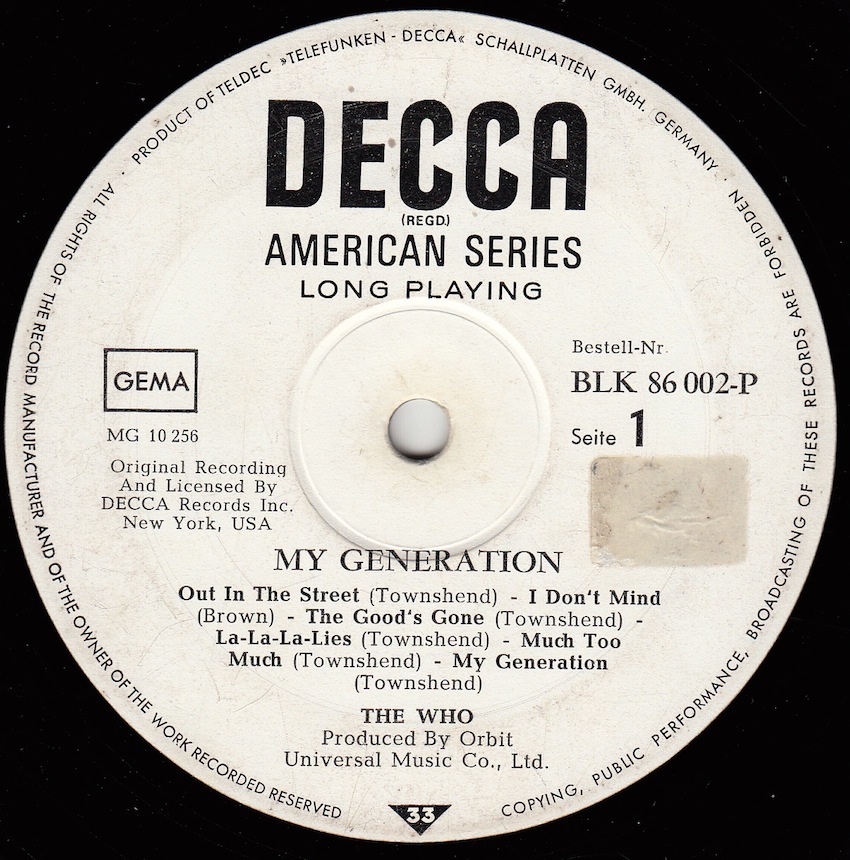 PRODUCT OF TELDEC »TELEFUNKEN - DECCA« SCHALLPLATTEN GMBH, GERMANY ·
DECCA
(REGD.)
AMERICAN SERIES
LONG PLAYING
GEMA
MG 10 256
Original Recording
And Licensed By
DECCA Records Inc.
New York, USA
Bestell-Nr.
BLK 86 002-P
Seite 1
MY GENERATION
Out In The Street (Townshend) - I Don't Mind
(Brown) - The Good's Gone (Townshend) -
La-La-La-Lies (Townshend) - Much Too
Much (Townshend) - My Generation
(Townshend)
THE WHO
Produced By Orbit
Universal Music Co., Ltd.
33
ALL RIGHTS OF THE RECORD MANUFACTURER AND OF THE OWNER OF THE WORK RECORDED RESERVED
COPYING, PUBLIC PERFORMANCE, BROADCASTING OF THESE RECORDS ARE FORBIDDEN